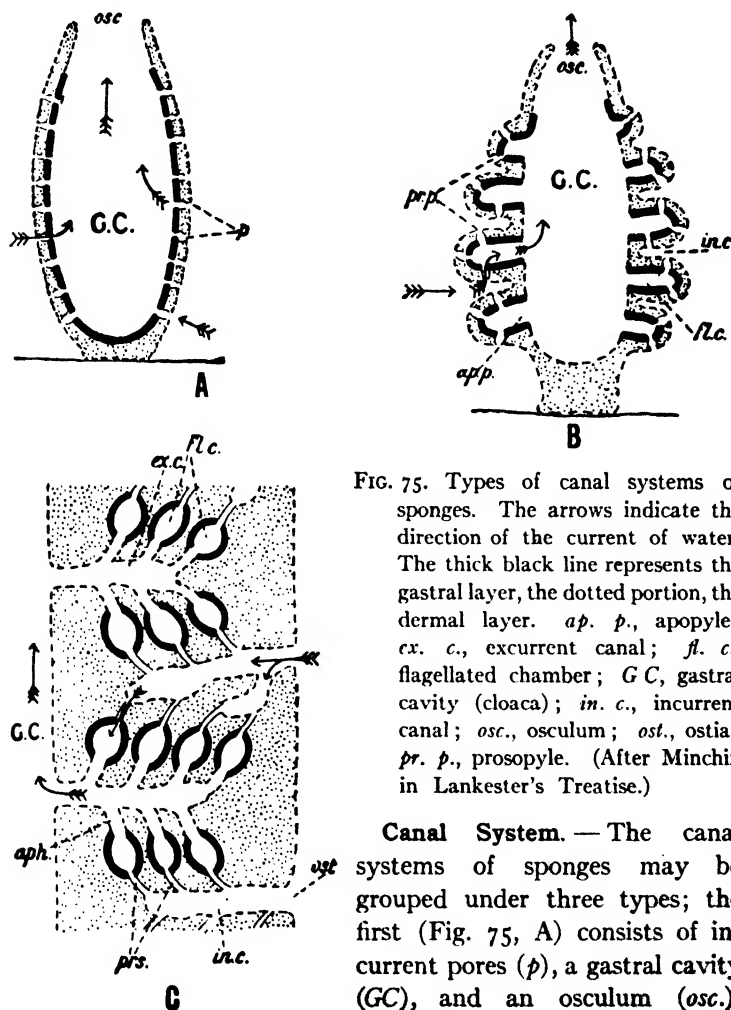 osc
G.C.
p
A
osc.
G.C.
pr.p.
in.c
fl.c.
ap.p.
B
ex.c.
Fl.c.
G.C.
aph.
prs.
in.c.
ost
C
FIG. 75. Types of canal systems o
sponges. The arrows indicate th
direction of the current of water
The thick black line represents th
gastral layer, the dotted portion, th
dermal layer. ap. p., apopyle
ex. c., excurrent canal; fl. c.
flagellated chamber; G C, gastra
cavity (cloaca); in. c., incurren
canal; osc., osculum; ost., ostia
pr. p., prosopyle. (After Minchi
in Lankester's Treatise.)
Canal System. — The cana
systems of sponges may b
grouped under three types; th
first (Fig. 75, A) consists of in
current pores (p), a gastral cavity
(GC), and an osculum (osc.)